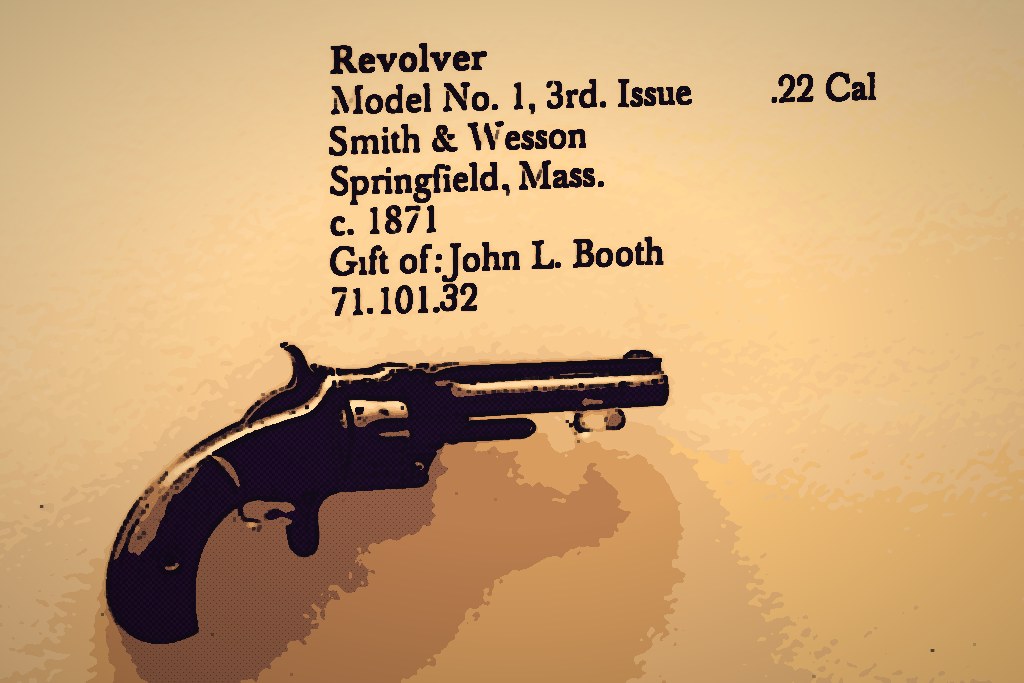 Revolver
Model No. 1, 3rd. Issue .22 Cal
Smith & Wesson
Springfield, Mass.
c. 1871
Gift of: John L. Booth
71.101.32